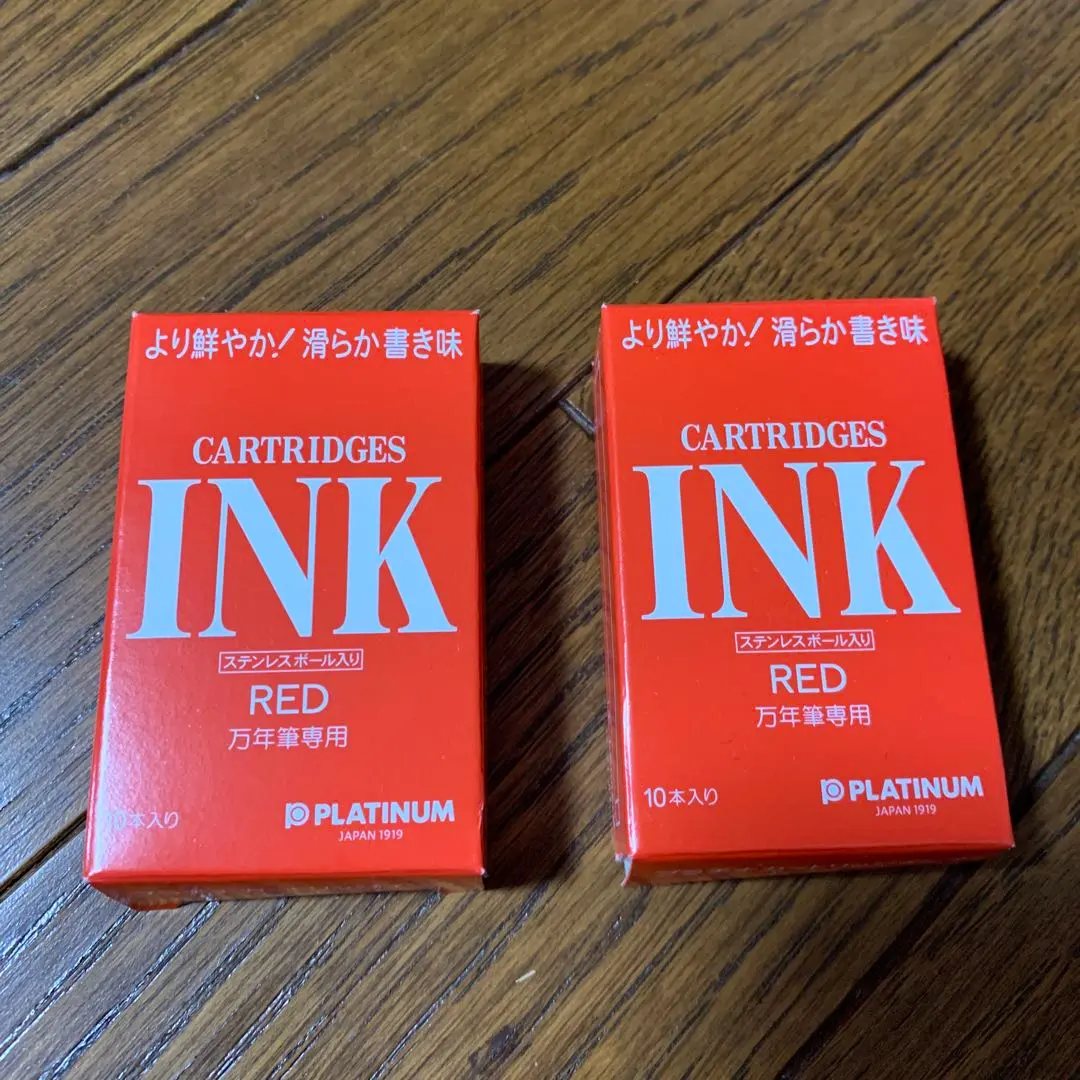 より鮮やか! 滑らか書き味
CARTRIDGES
INK
ステンレスボール入り
RED
万年筆専用
10本入り
PLATINUM
JAPAN 1919
より鮮やか! 滑らか書き味
CARTRIDGES
INK
ステンレスボール入り
RED
万年筆専用
10本入り
PLATINUM
JAPAN 1919